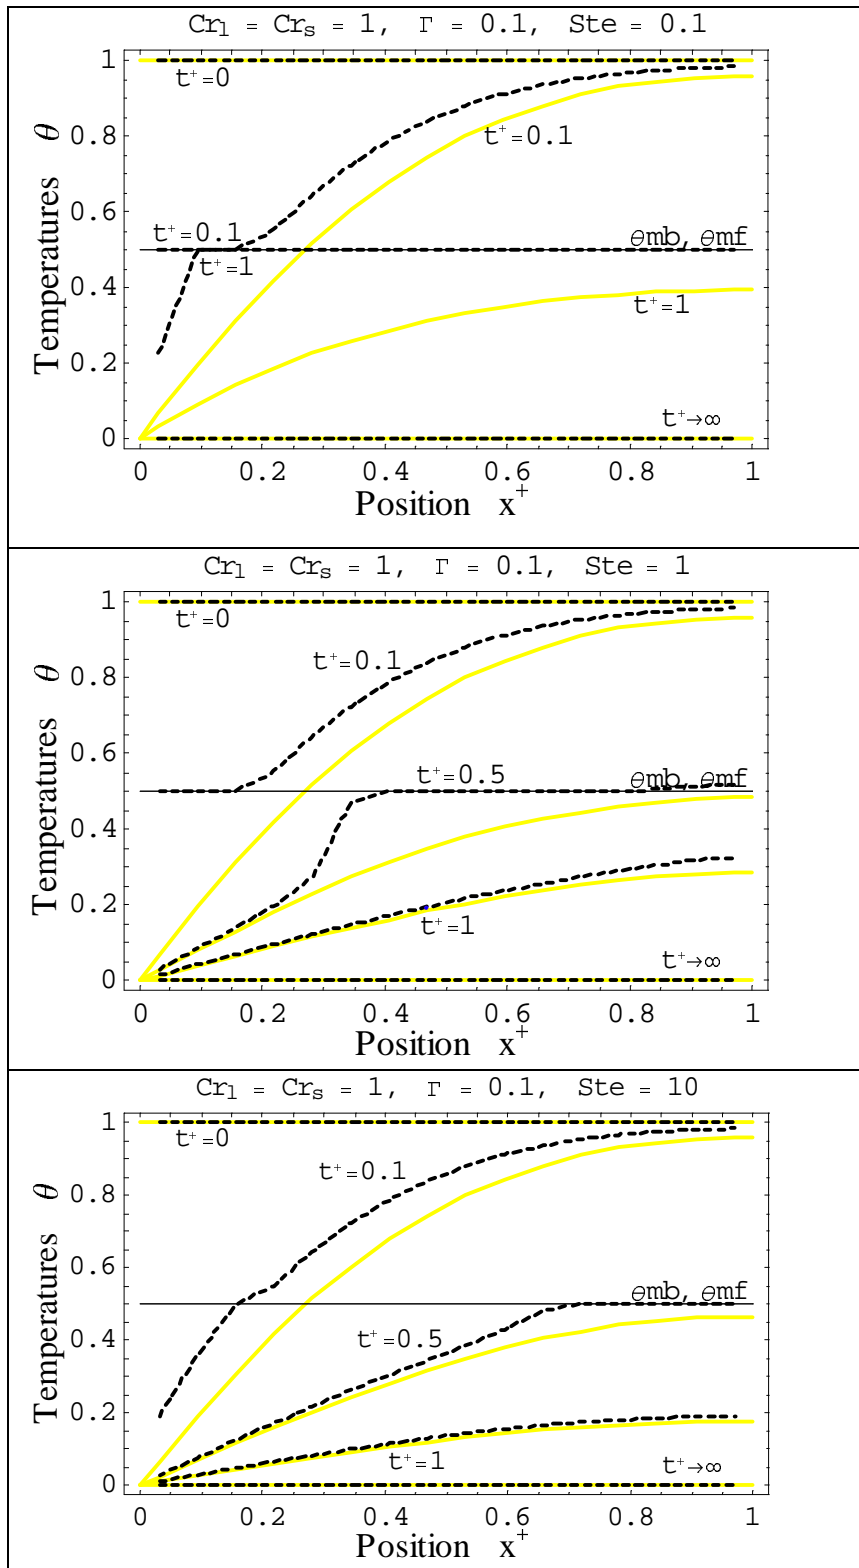 Cr₁ = Cr_s = 1, Γ = 0.1, Ste = 0.1
Temperatures θ
1
0.8
0.6
0.4
0.2
0
t⁺=0
t⁺=0.1
t⁺=0.1
θmb, θmf
t⁺=1
t⁺=1
t⁺→∞
0 0.2 0.4 0.6 0.8 1
Position x⁺
Cr₁ = Cr_s = 1, Γ = 0.1, Ste = 1
Temperatures θ
1
0.8
0.6
0.4
0.2
0
t⁺=0
t⁺=0.1
t⁺=0.5
θmb, θmf
t⁺=1
t⁺→∞
0 0.2 0.4 0.6 0.8 1
Position x⁺
Cr₁ = Cr_s = 1, Γ = 0.1, Ste = 10
Temperatures θ
1
0.8
0.6
0.4
0.2
0
t⁺=0
t⁺=0.1
θmb, θmf
t⁺=0.5
t⁺=1
t⁺→∞
0 0.2 0.4 0.6 0.8 1
Position x⁺